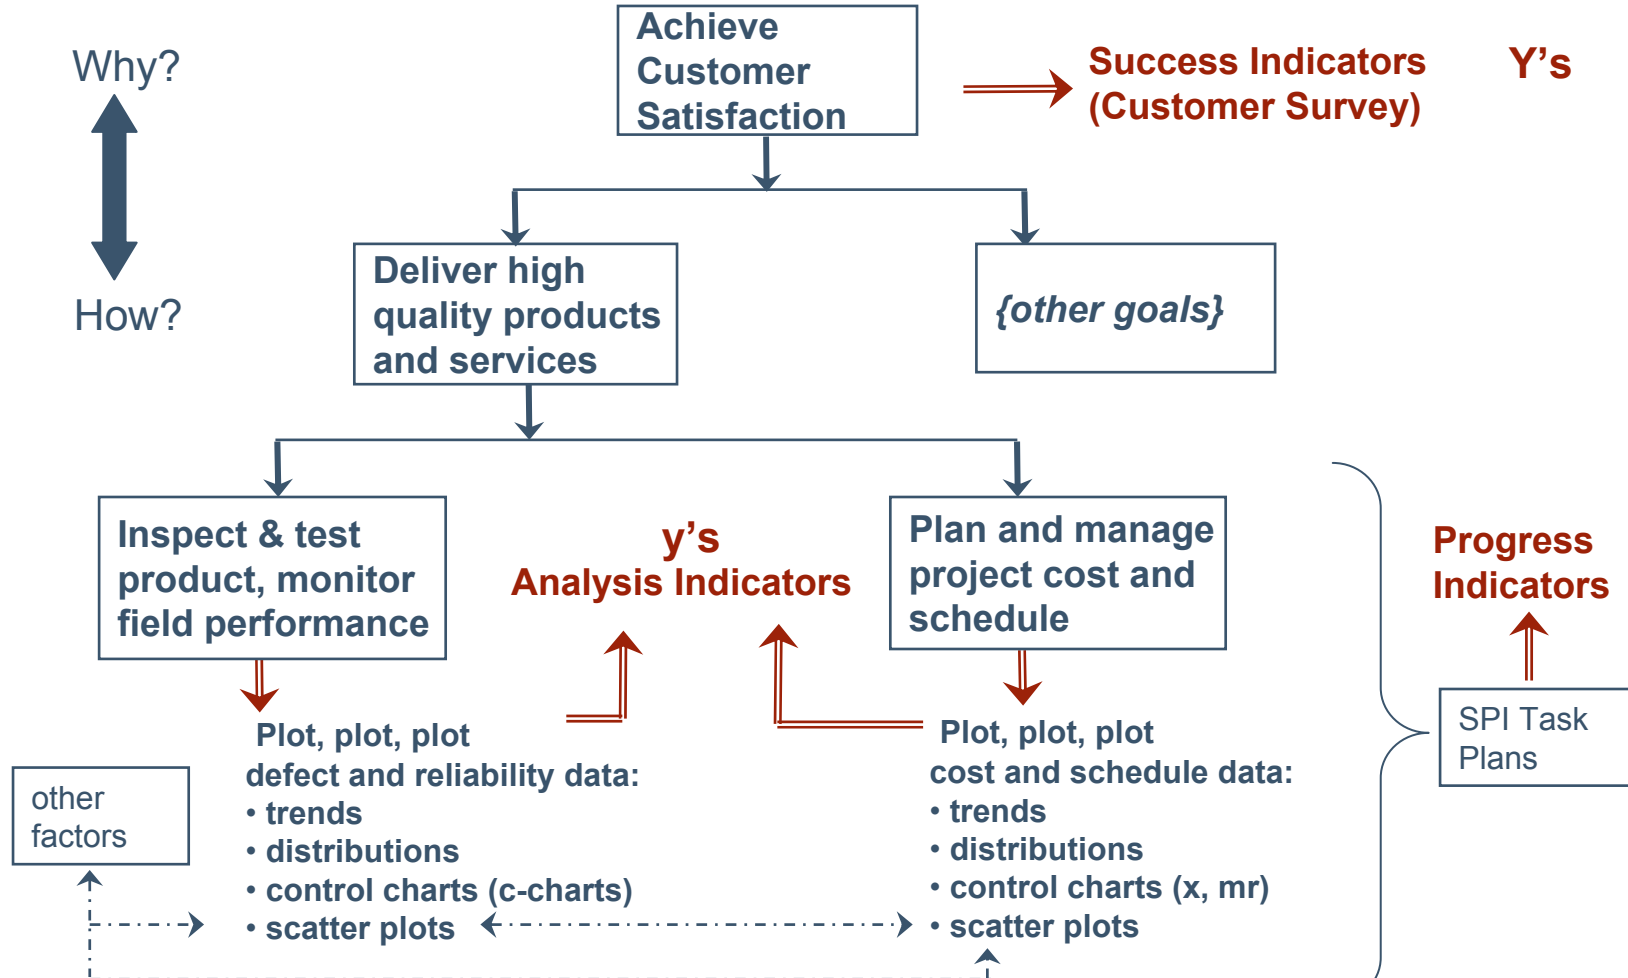 Why?
How?
Achieve
Customer
Satisfaction
Success Indicators
(Customer Survey)
Y’s
Deliver high
quality products
and services
{other goals}
Inspect & test
product, monitor
field performance
y’s
Analysis Indicators
Plan and manage
project cost and
schedule
Progress
Indicators
SPI Task
Plans
Plot, plot, plot
defect and reliability data:
• trends
• distributions
• control charts (c-charts)
• scatter plots
Plot, plot, plot
cost and schedule data:
• trends
• distributions
• control charts (x, mr)
• scatter plots
other
factors